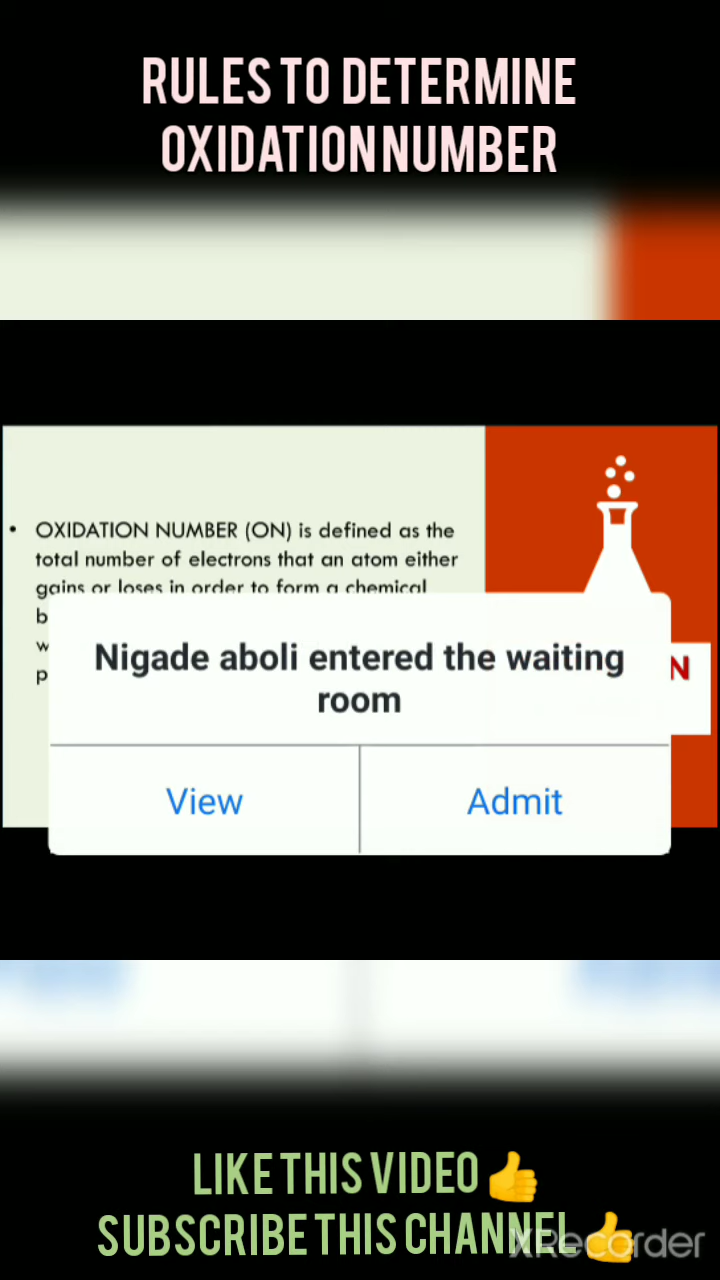 RULES TO DETERMINE
OXIDATION NUMBER
• OXIDATION NUMBER (ON) is defined as the
total number of electrons that an atom either
gains or loses in order to form a chemical
b
w
p
N
Nigade aboli entered the waiting
room
View
Admit
LIKE THIS VIDEO 👍
SUBSCRIBE THIS CHANNEL 👍
XRecorder